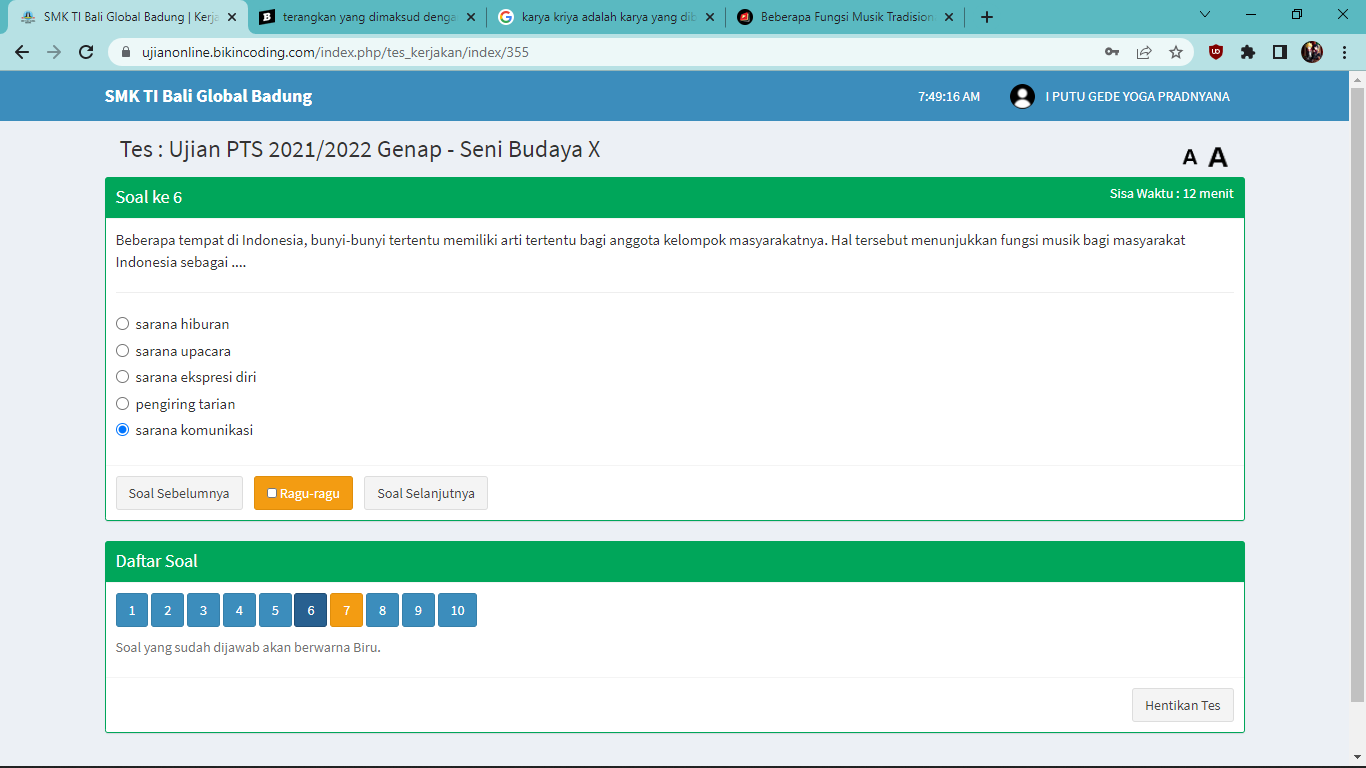 SMK TI Bali Global Badung | Kerja
terangkan yang dimaksud denga
karya kriya adalah karya yang dib
Beberapa Fungsi Musik Tradision
ujianonline.bikincoding.com/index.php/tes_kerjakan/index/355
SMK TI Bali Global Badung
7:49:16 AM
I PUTU GEDE YOGA PRADNYANA
Tes : Ujian PTS 2021/2022 Genap - Seni Budaya X
A A
Soal ke 6
Sisa Waktu : 12 menit
Beberapa tempat di Indonesia, bunyi-bunyi tertentu memiliki arti tertentu bagi anggota kelompok masyarakatnya. Hal tersebut menunjukkan fungsi musik bagi masyarakat
Indonesia sebagai ....
sarana hiburan
sarana upacara
sarana ekspresi diri
pengiring tarian
sarana komunikasi
Soal Sebelumnya
Ragu-ragu
Soal Selanjutnya
Daftar Soal
1 2 3 4 5 6 7 8 9 10
Soal yang sudah dijawab akan berwarna Biru.
Hentikan Tes